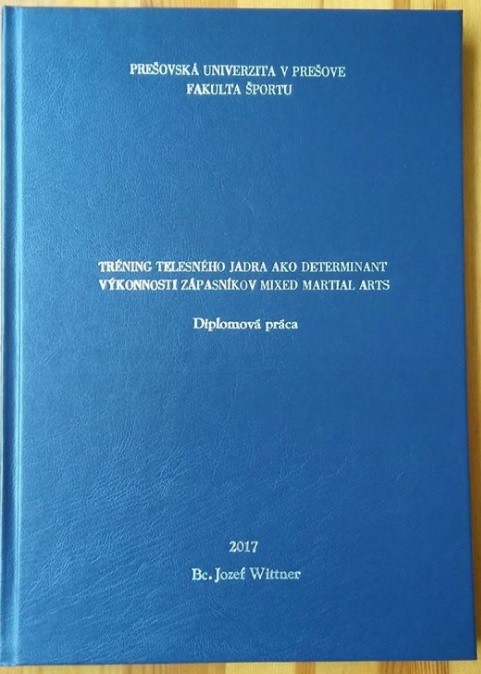 PREŠOVSKÁ UNIVERZITA V PREŠOVE
FAKULTA ŠPORTU
TRÉNING TELESNÉHO JADRA AKO DETERMINANT
VÝKONNOSTI ZÁPASNÍKOV MIXED MARTIAL ARTS
Diplomová práca
2017
Bc. Jozef Wittner